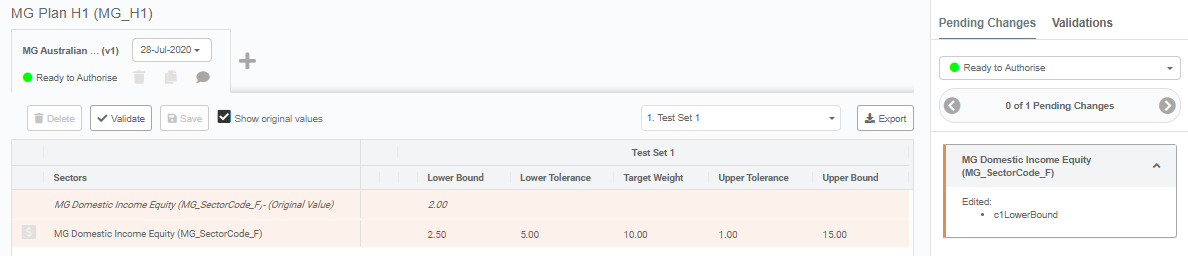 MG Plan H1 (MG_H1)
MG Australian ... (v1)
28-Jul-2020
Ready to Authorise
Delete
Validate
Save
Show original values
1. Test Set 1
Export
Test Set 1
Sectors Lower Bound Lower Tolerance Target Weight Upper Tolerance Upper Bound
MG Domestic Income Equity (MG_SectorCode_F)- (Original Value) 2.00
MG Domestic Income Equity (MG_SectorCode_F) 2.50 5.00 10.00 1.00 15.00
Pending Changes
Validations
Ready to Authorise
0 of 1 Pending Changes
MG Domestic Income Equity
(MG_SectorCode_F)
Edited:
c1LowerBound